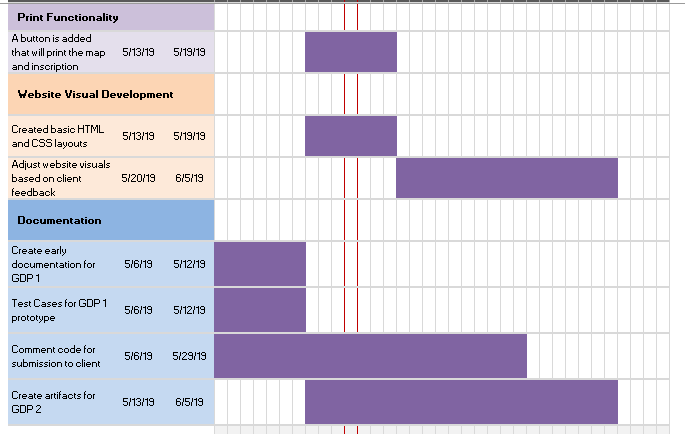 Print Functionality
A button is added
that will print the map
and inscription
5/13/19
5/19/19
Website Visual Development
Created basic HTML
and CSS layouts
5/13/19
5/19/19
Adjust website visuals
based on client
feedback
5/20/19
6/5/19
Documentation
Create early
documentation for
GDP 1
5/6/19
5/12/19
Test Cases for GDP 1
prototype
5/6/19
5/12/19
Comment code for
submission to client
5/6/19
5/29/19
Create artifacts for
GDP 2
5/13/19
6/5/19